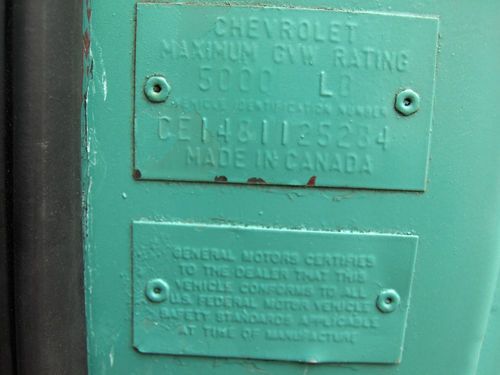 CHEVROLET
MAXIMUM GVW RATING
5000 LB
VEHICLE IDENTIFICATION NUMBER
CE1481125284
MADE IN CANADA
GENERAL MOTORS CERTIFIES
TO THE DEALER THAT THIS
VEHICLE CONFORMS TO ALL
U.S. FEDERAL MOTOR VEHICLE
SAFETY STANDARDS APPLICABLE
AT TIME OF MANUFACTURE